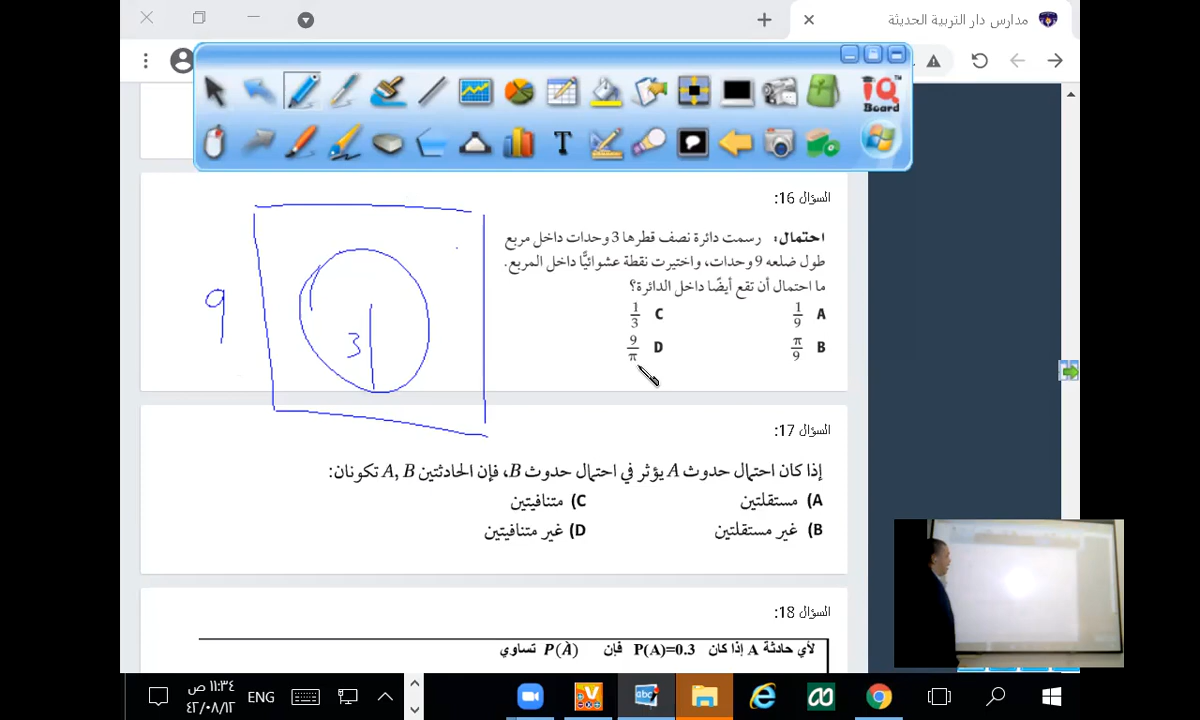 مدارس دار التربية الحديثة
iQ
Board
T
السؤال 16:
احتمال: رسمت دائرة نصف قطرها 3 وحدات داخل مربع
طول ضلعه 9 وحدات، واختيرت نقطة عشوائيًّا داخل المربع.
ما احتمال أن تقع أيضًا داخل الدائرة؟
A 1/9 C 1/3
B π/9 D 9/π
9
3
السؤال 17:
إذا كان احتمال حدوث A يؤثر في احتمال حدوث B، فإن الحادثتين A, B تكونان:
A) مستقلتين C) متنافيتين
B) غير مستقلتين D) غير متنافيتين
السؤال 18:
لأي حادثة A إذا كان P(A)=0.3 فإن P(À) تساوي
abc
ENG
١١:٣٤ ص
٤٢/٠٨/١٢